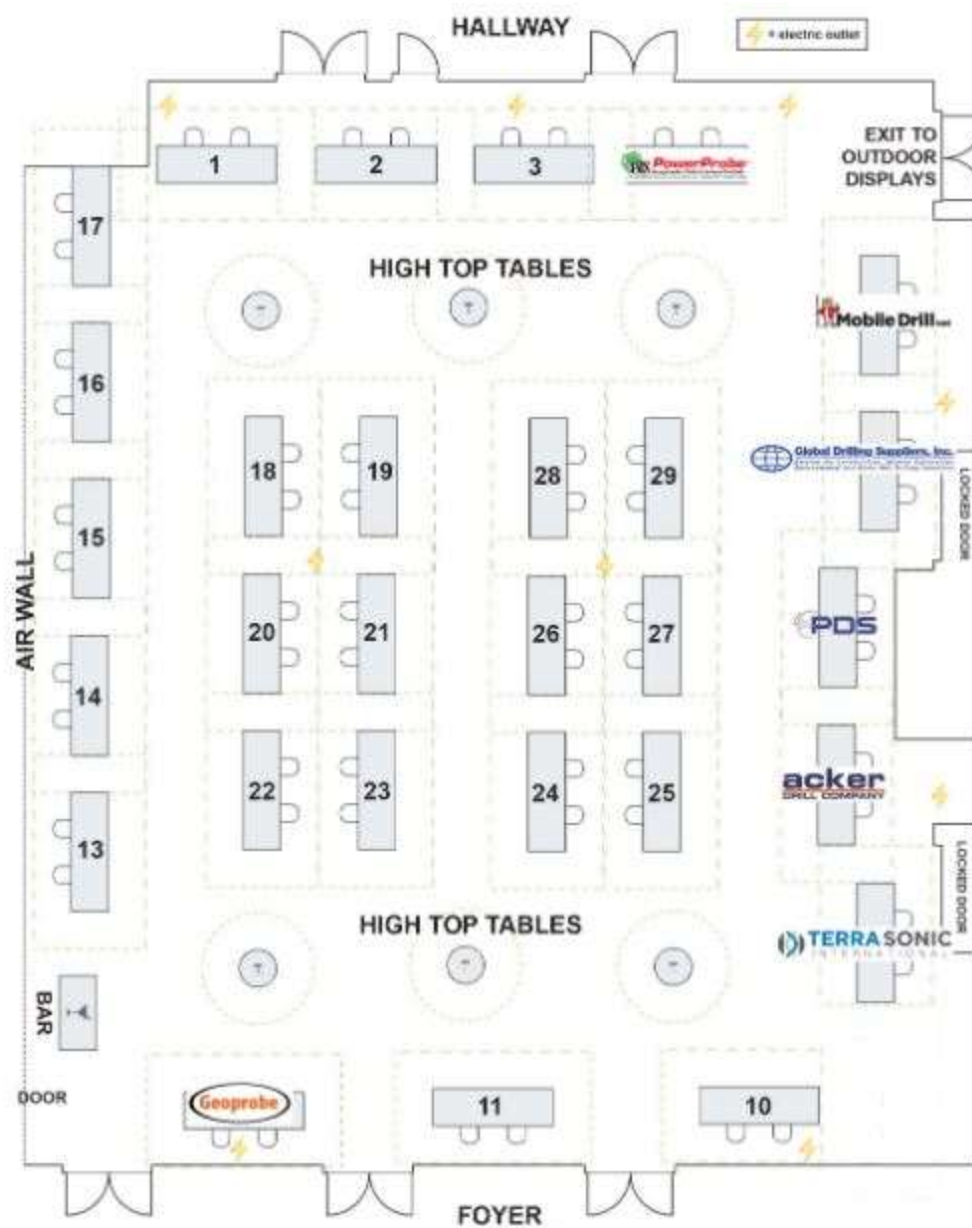 HALLWAY
= electric outlet
1
2
3
PowerProbe
EXIT TO
OUTDOOR
DISPLAYS
17
HIGH TOP TABLES
Mobile Drill
16
18
19
28
29
Global Drilling Suppliers, Inc.
LOCKED DOOR
15
AIR WALL
20
21
26
27
PDS
14
22
23
24
25
acker
DRILL COMPANY
13
LOCKED DOOR
HIGH TOP TABLES
TERRASONIC
INTERNATIONAL
BAR
DOOR
Geoprobe
11
10
FOYER